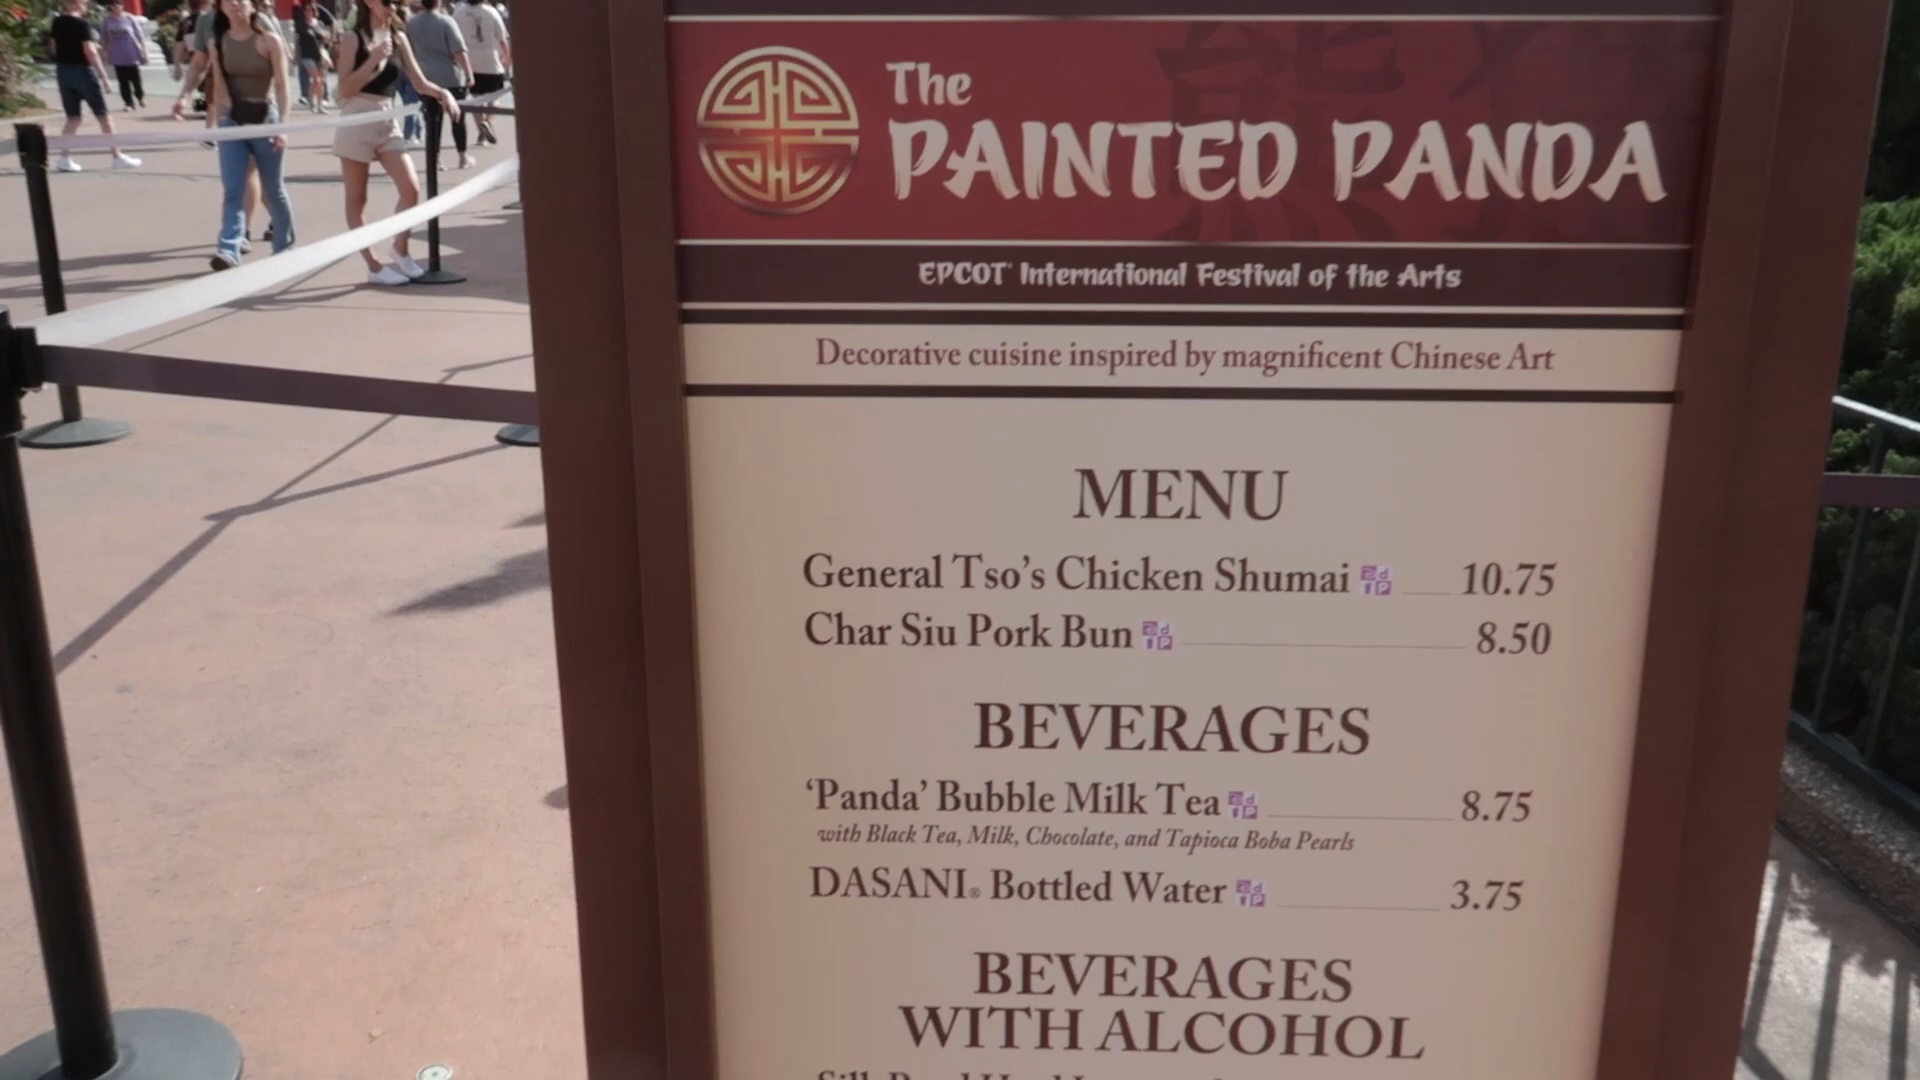 The
PAINTED PANDA
EPCOT® International Festival of the Arts
Decorative cuisine inspired by magnificent Chinese Art
MENU
General Tso's Chicken Shumai 10.75
Char Siu Pork Bun 8.50
BEVERAGES
'Panda' Bubble Milk Tea 8.75
with Black Tea, Milk, Chocolate, and Tapioca Boba Pearls
DASANI® Bottled Water 3.75
BEVERAGES
WITH ALCOHOL